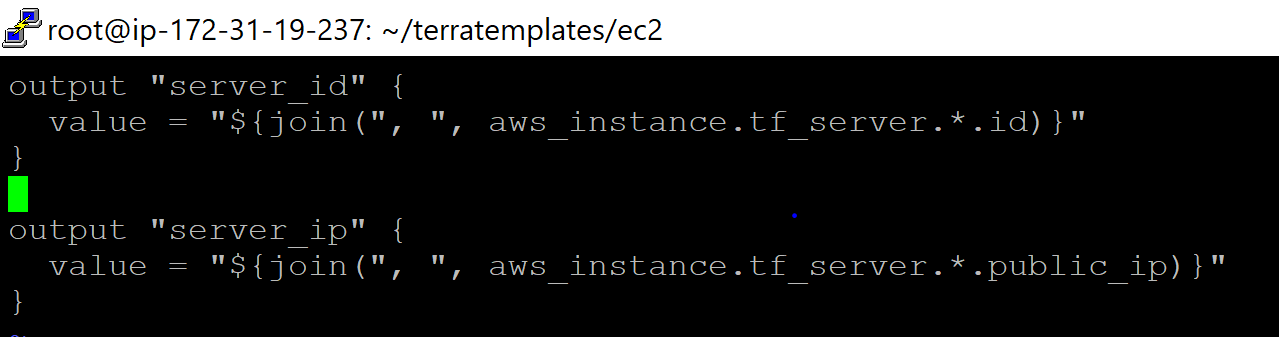 root@ip-172-31-19-237: ~/terratemplates/ec2
output "server_id" {
  value = "${join(", ", aws_instance.tf_server.*.id)}"
}
output "server_ip" {
  value = "${join(", ", aws_instance.tf_server.*.public_ip)}"
}